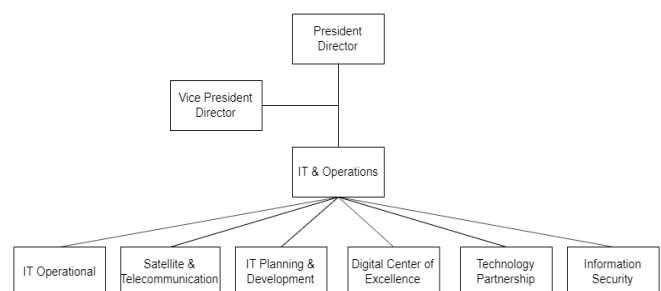 President
Director
Vice President
Director
IT & Operations
IT Operational
Satellite &
Telecommunication
IT Planning &
Development
Digital Center of
Excellence
Technology
Partnership
Information
Security